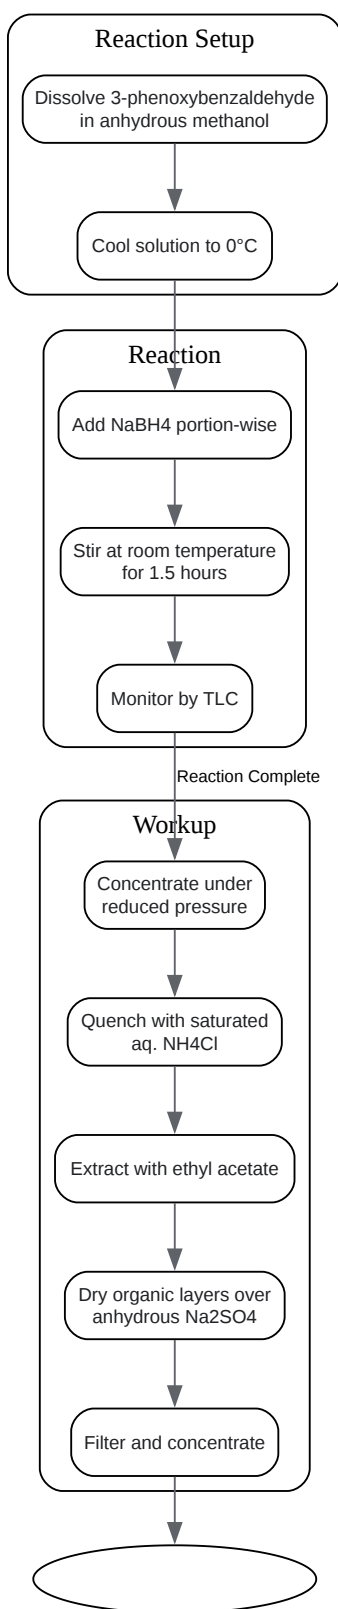 Reaction Setup
Dissolve 3-phenoxybenzaldehyde
in anhydrous methanol
Cool solution to 0°C
Reaction
Add NaBH4 portion-wise
Stir at room temperature
for 1.5 hours
Monitor by TLC
Reaction Complete
Workup
Concentrate under
reduced pressure
Quench with saturated
aq. NH4Cl
Extract with ethyl acetate
Dry organic layers over
anhydrous Na2SO4
Filter and concentrate